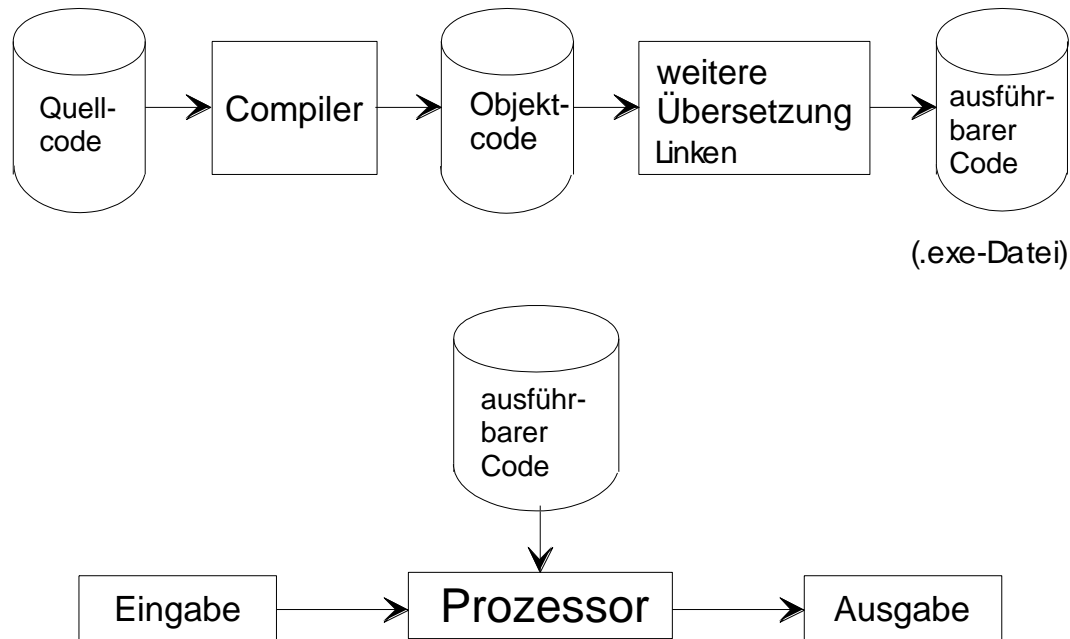 Quell-
code
Compiler
Objekt-
code
weitere
Übersetzung
Linken
ausführ-
barer
Code
(.exe-Datei)
ausführ-
barer
Code
Eingabe
Prozessor
Ausgabe